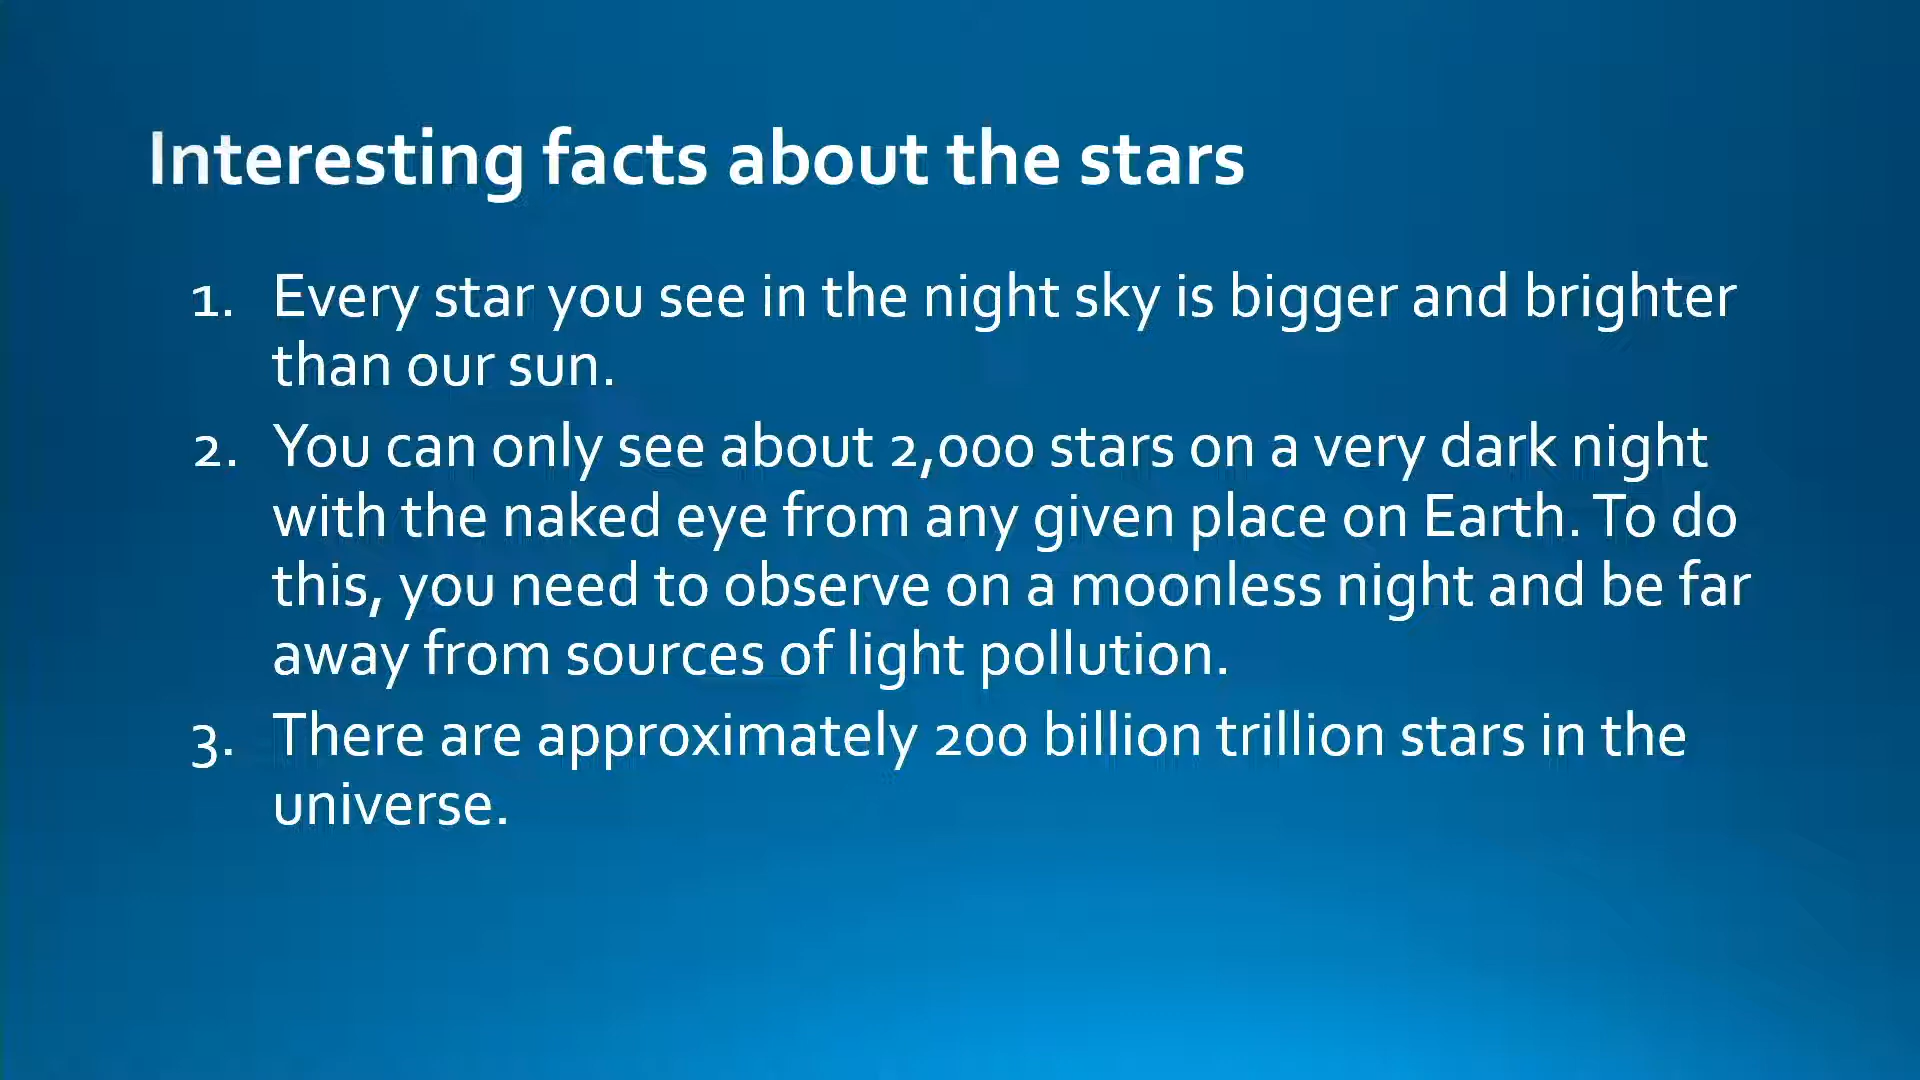 Interesting facts about the stars
1. Every star you see in the night sky is bigger and brighter
than our sun.
2. You can only see about 2,000 stars on a very dark night
with the naked eye from any given place on Earth. To do
this, you need to observe on a moonless night and be far
away from sources of light pollution.
3. There are approximately 200 billion trillion stars in the
universe.